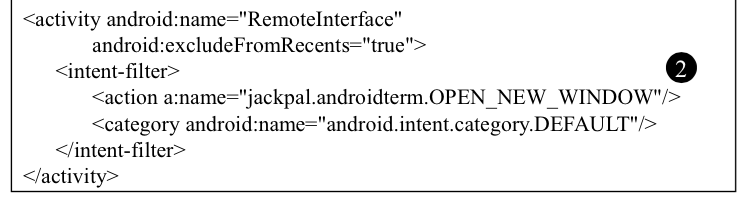 <activity android:name="RemoteInterface"
android:excludeFromRecents="true">
<intent-filter>
2
<action a:name="jackpal.androidterm.OPEN_NEW_WINDOW"/>
<category android:name="android.intent.category.DEFAULT"/>
</intent-filter>
</activity>